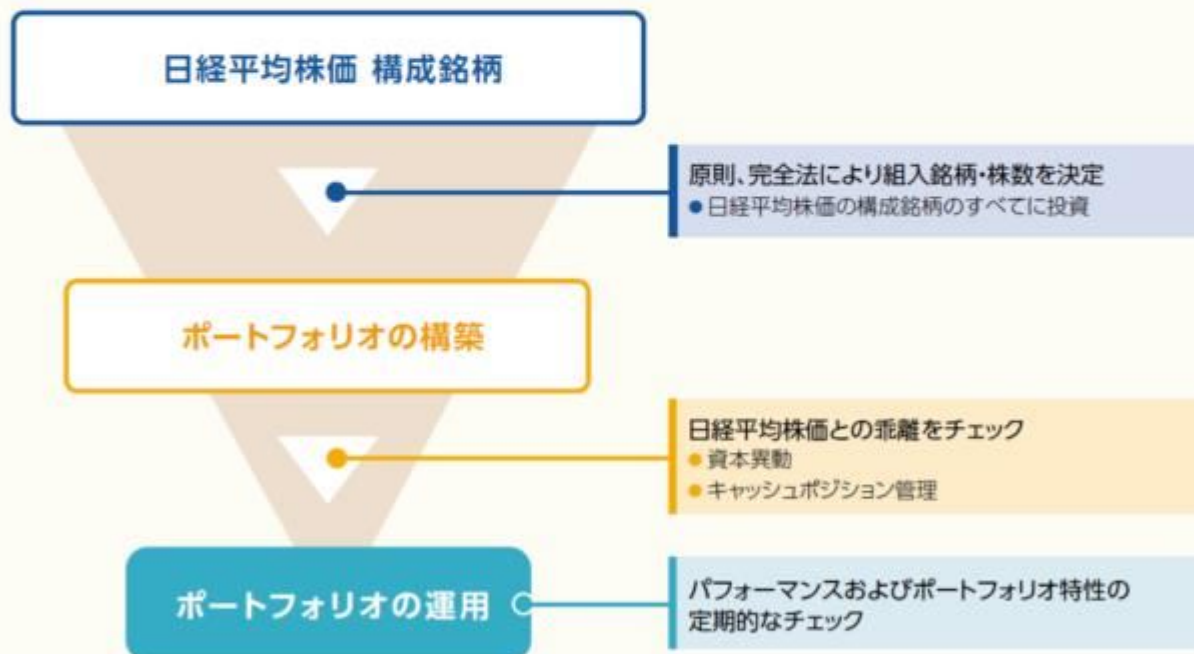 日経平均株価 構成銘柄
原則、完全法により組入銘柄・株数を決定
● 日経平均株価の構成銘柄のすべてに投資
ポートフォリオの構築
日経平均株価との乖離をチェック
● 資本異動
● キャッシュポジション管理
ポートフォリオの運用
パフォーマンスおよびポートフォリオ特性の
定期的なチェック